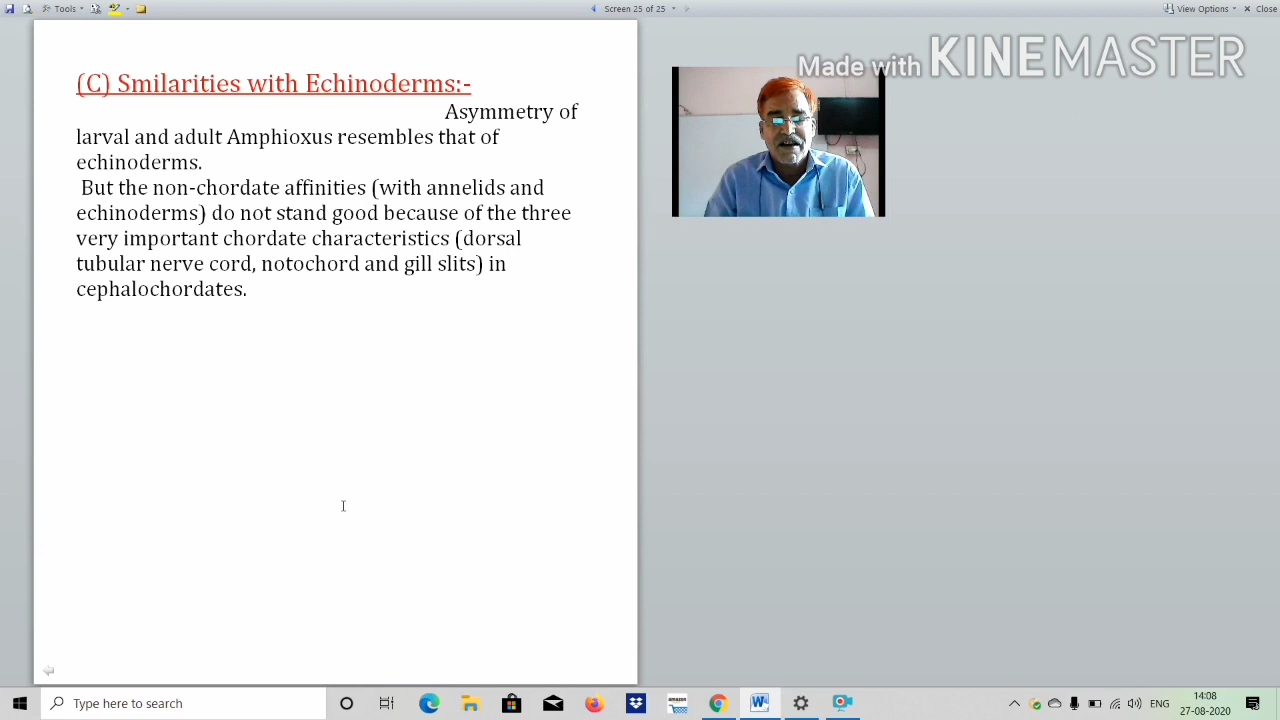 Tools
Screen 25 of 25
View Options
Close
Made with KINEMASTER
(C) Smilarities with Echinoderms:-
Asymmetry of
larval and adult Amphioxus resembles that of
echinoderms.
But the non-chordate affinities (with annelids and
echinoderms) do not stand good because of the three
very important chordate characteristics (dorsal
tubular nerve cord, notochord and gill slits) in
cephalochordates.
Type here to search
amazon
ENG
14:08
27-08-2020